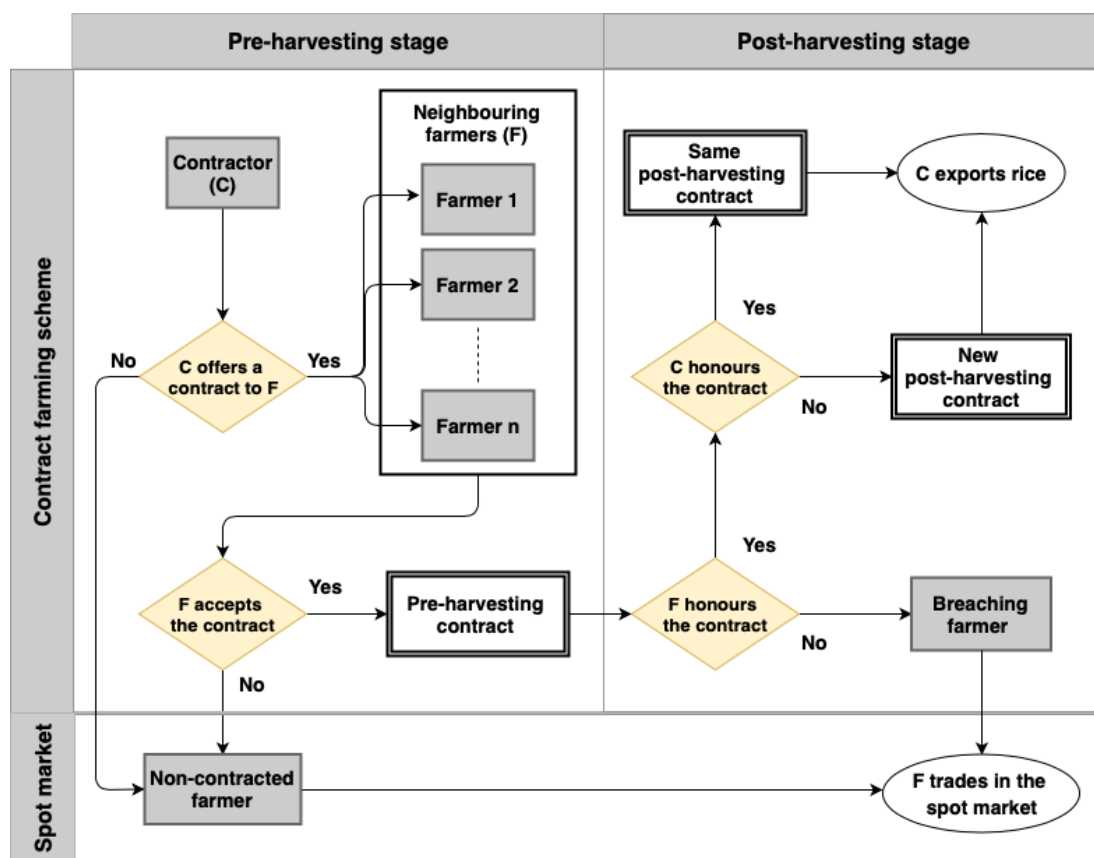 Pre-harvesting stage
Post-harvesting stage
Contract farming scheme
Contractor
(C)
Neighbouring
farmers (F)
Farmer 1
Farmer 2
Farmer n
No
C offers a
contract to F
Yes
F accepts
the contract
Yes
No
Pre-harvesting
contract
Same
post-harvesting
contract
C exports rice
Yes
C honours
the contract
No
New
post-harvesting
contract
Yes
F honours
the contract
No
Breaching
farmer
Spot market
Non-contracted
farmer
F trades in the
spot market